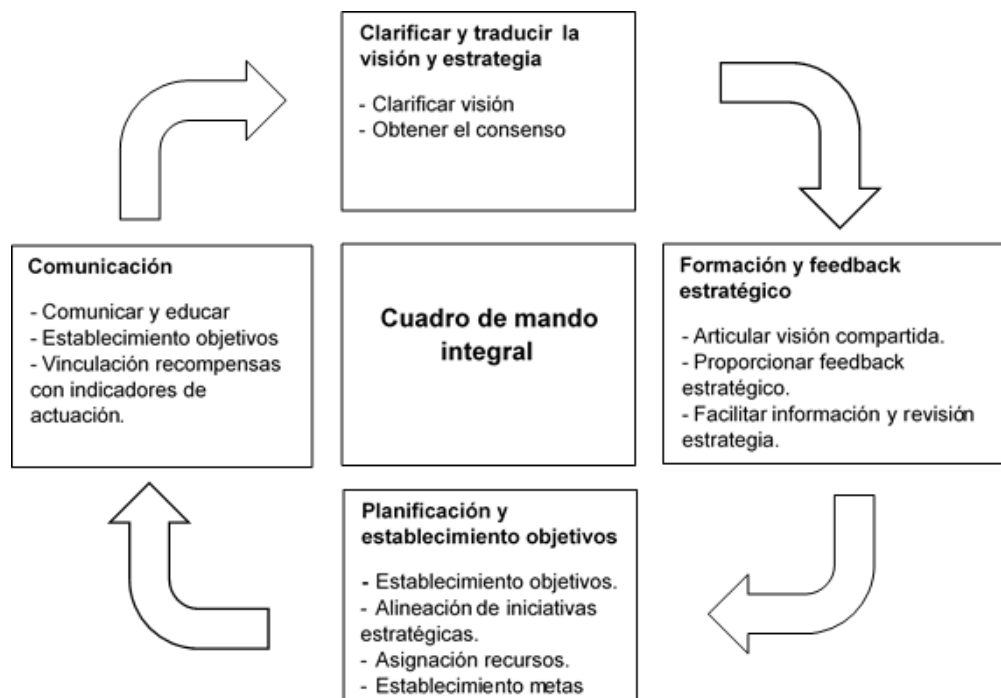 Clarificar y traducir la
visión y estrategia
- Clarificar visión
- Obtener el consenso
Comunicación
- Comunicar y educar
- Establecimiento objetivos
- Vinculación recompensas
con indicadores de
actuación.
Cuadro de mando
integral
Formación y feedback
estratégico
- Articular visión compartida.
- Proporcionar feedback
estratégico.
- Facilitar información y revisión
estrategia.
Planificación y
establecimiento objetivos
- Establecimiento objetivos.
- Alineación de iniciativas
estratégicas.
- Asignación recursos.
- Establecimiento metas